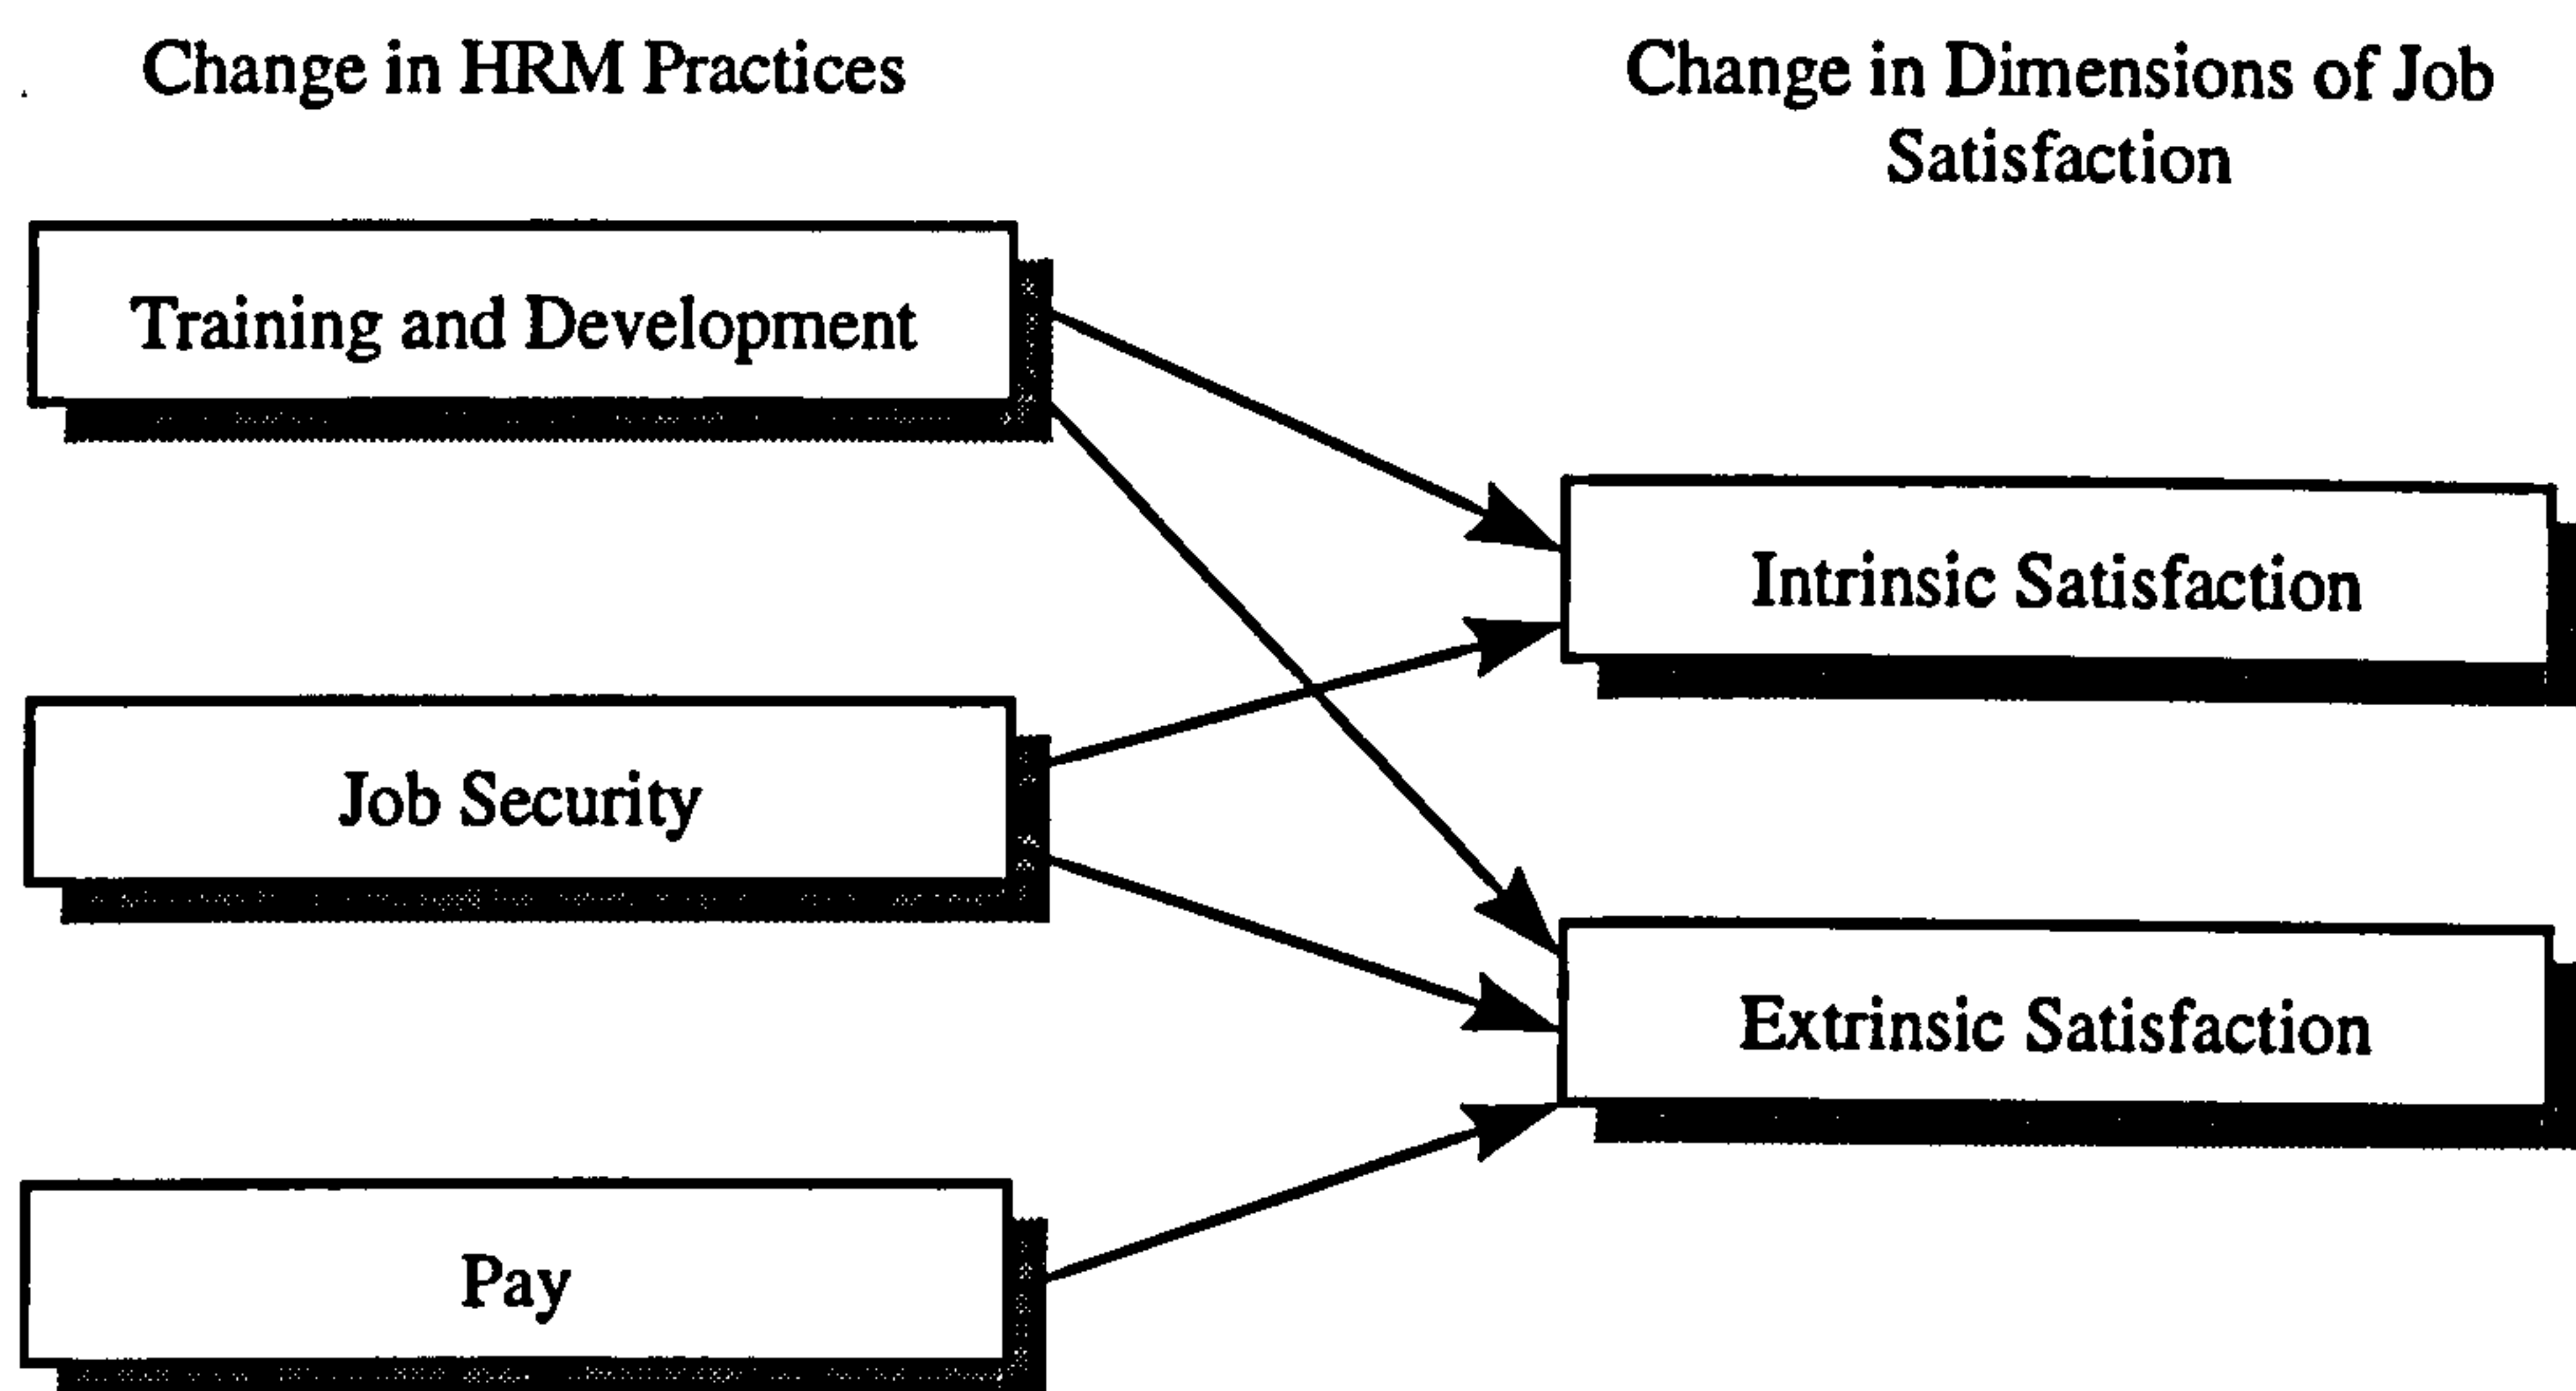 Change in HRM Practices
Change in Dimensions of Job
Satisfaction
Training and Development
Intrinsic Satisfaction
Job Security
Extrinsic Satisfaction
Pay